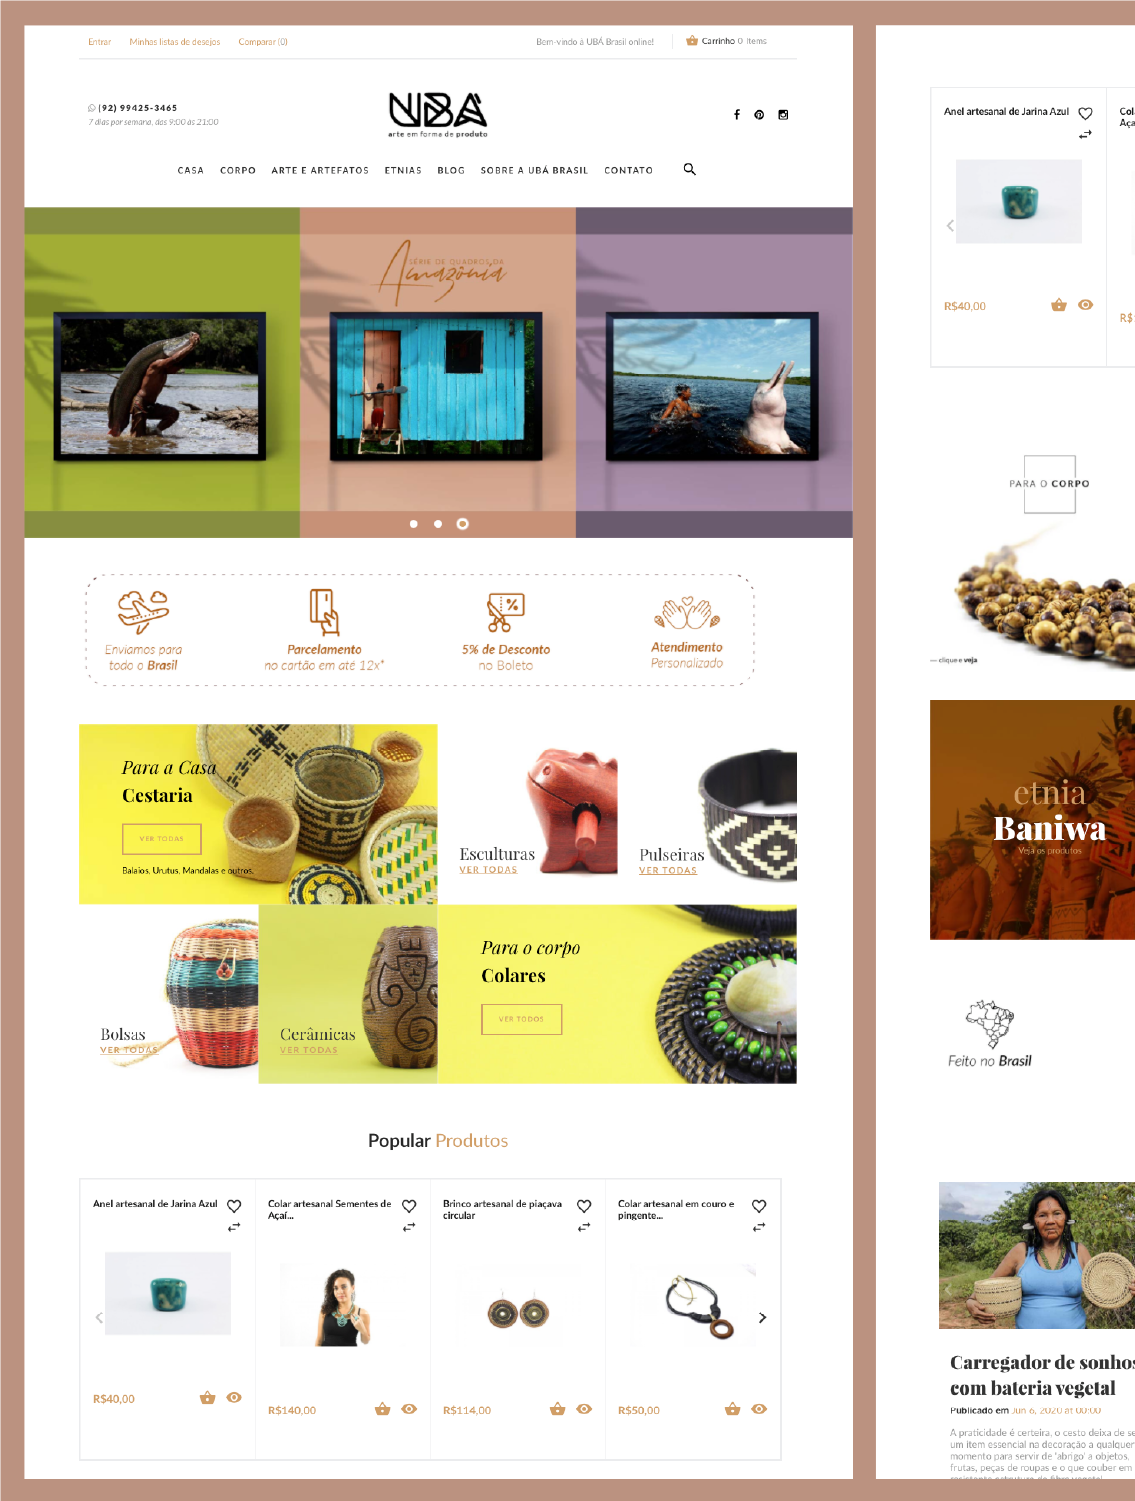 Entrar Minhas listas de desejos Comparar (0)
Bem-vindo à UBÁ Brasil online!
Carrinho 0 Items
(92) 99425-3465
7 dias por semana, das 9:00 às 21:00
UBÁ
arte em forma de produto
CASA CORPO ARTE E ARTEFATOS ETNIAS BLOG SOBRE A UBÁ BRASIL CONTATO
SÉRIE DE QUADROS DA
Amazônia
Enviamos para
todo o Brasil
Parcelamento
no cartão em até 12x*
5% de Desconto
no Boleto
Atendimento
Personalizado
Para a Casa
Cestaria
VER TODAS
Balaios, Urutus, Mandalas e outros.
Esculturas
VER TODAS
Pulseiras
VER TODAS
Bolsas
VER TODAS
Cerâmicas
VER TODAS
Para o corpo
Colares
VER TODOS
Popular Produtos
Anel artesanal de Jarina Azul
R$40,00
Colar artesanal Sementes de
Açaí...
R$140,00
Brinco artesanal de piaçava
circular
R$114,00
Colar artesanal em couro e
pingente...
R$50,00
Anel artesanal de Jarina Azul
R$40,00
Col
Aça
R$
PARA O CORPO
— clique e veja
etnia
Baniwa
Veja os produtos
Feito no Brasil
Carregador de sonhos
com bateria vegetal
Publicado em Jun 6, 2020 at 00:00
A praticidade é certeira, o cesto deixa de se
um item essencial na decoração a qualquer
momento para servir de 'abrigo' a objetos,
frutas, peças de roupas e o que couber em